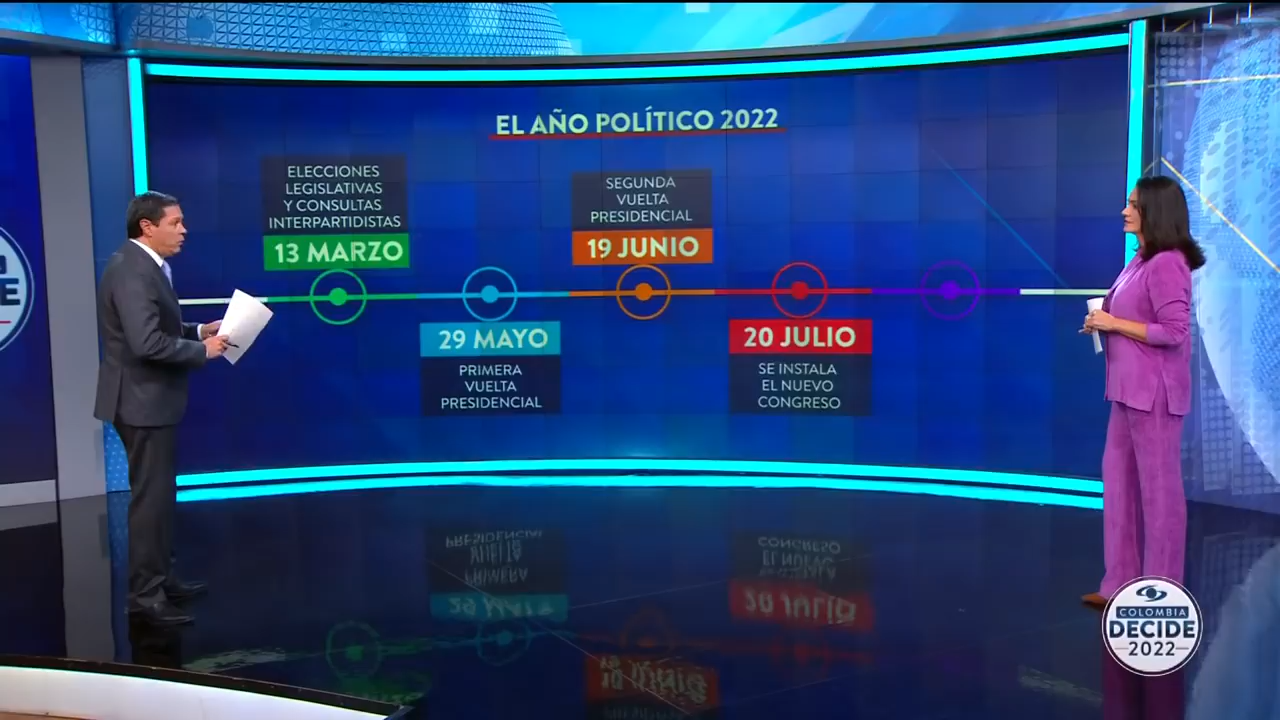 EL AÑO POLÍTICO 2022
ELECCIONES
LEGISLATIVAS
Y CONSULTAS
INTERPARTIDISTAS
13 MARZO
29 MAYO
PRIMERA
VUELTA
PRESIDENCIAL
SEGUNDA
VUELTA
PRESIDENCIAL
19 JUNIO
20 JULIO
SE INSTALA
EL NUEVO
CONGRESO
COLOMBIA
DECIDE
2022